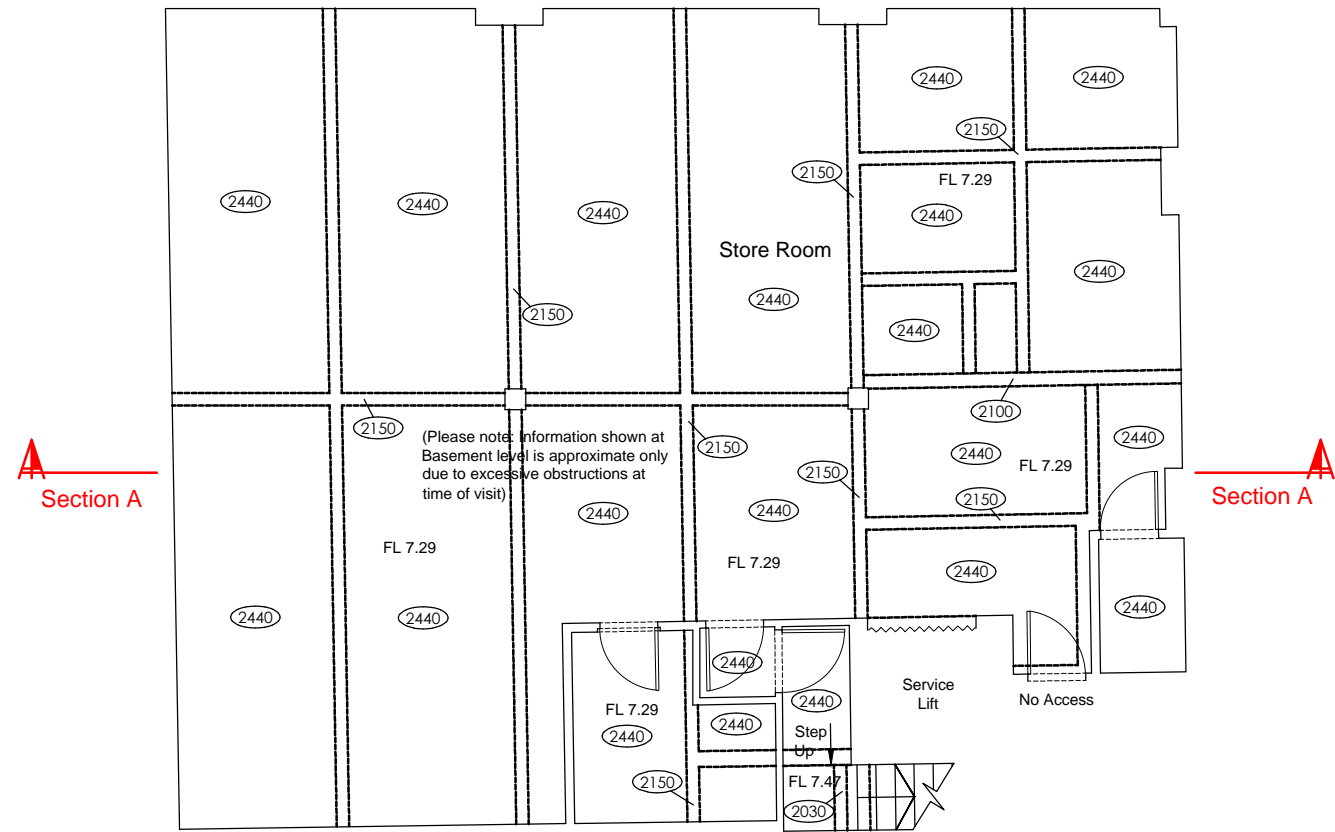 2440
2440
2150
FL 7.29
2150
2440
2440
2440
2440
2440
Store Room
2440
2440
2150
2440
2150
2100
(Please note: Information shown at
Basement level is approximate only
due to excessive obstructions at
time of visit)
2150
2440
2440
FL 7.29
2150
2150
Section A
Section A
2440
2440
FL 7.29
FL 7.29
2440
2440
2440
2440
2440
Service
Lift
No Access
2440
FL 7.29
2440
2440
Step
Up
2150
FL 7.47
2030